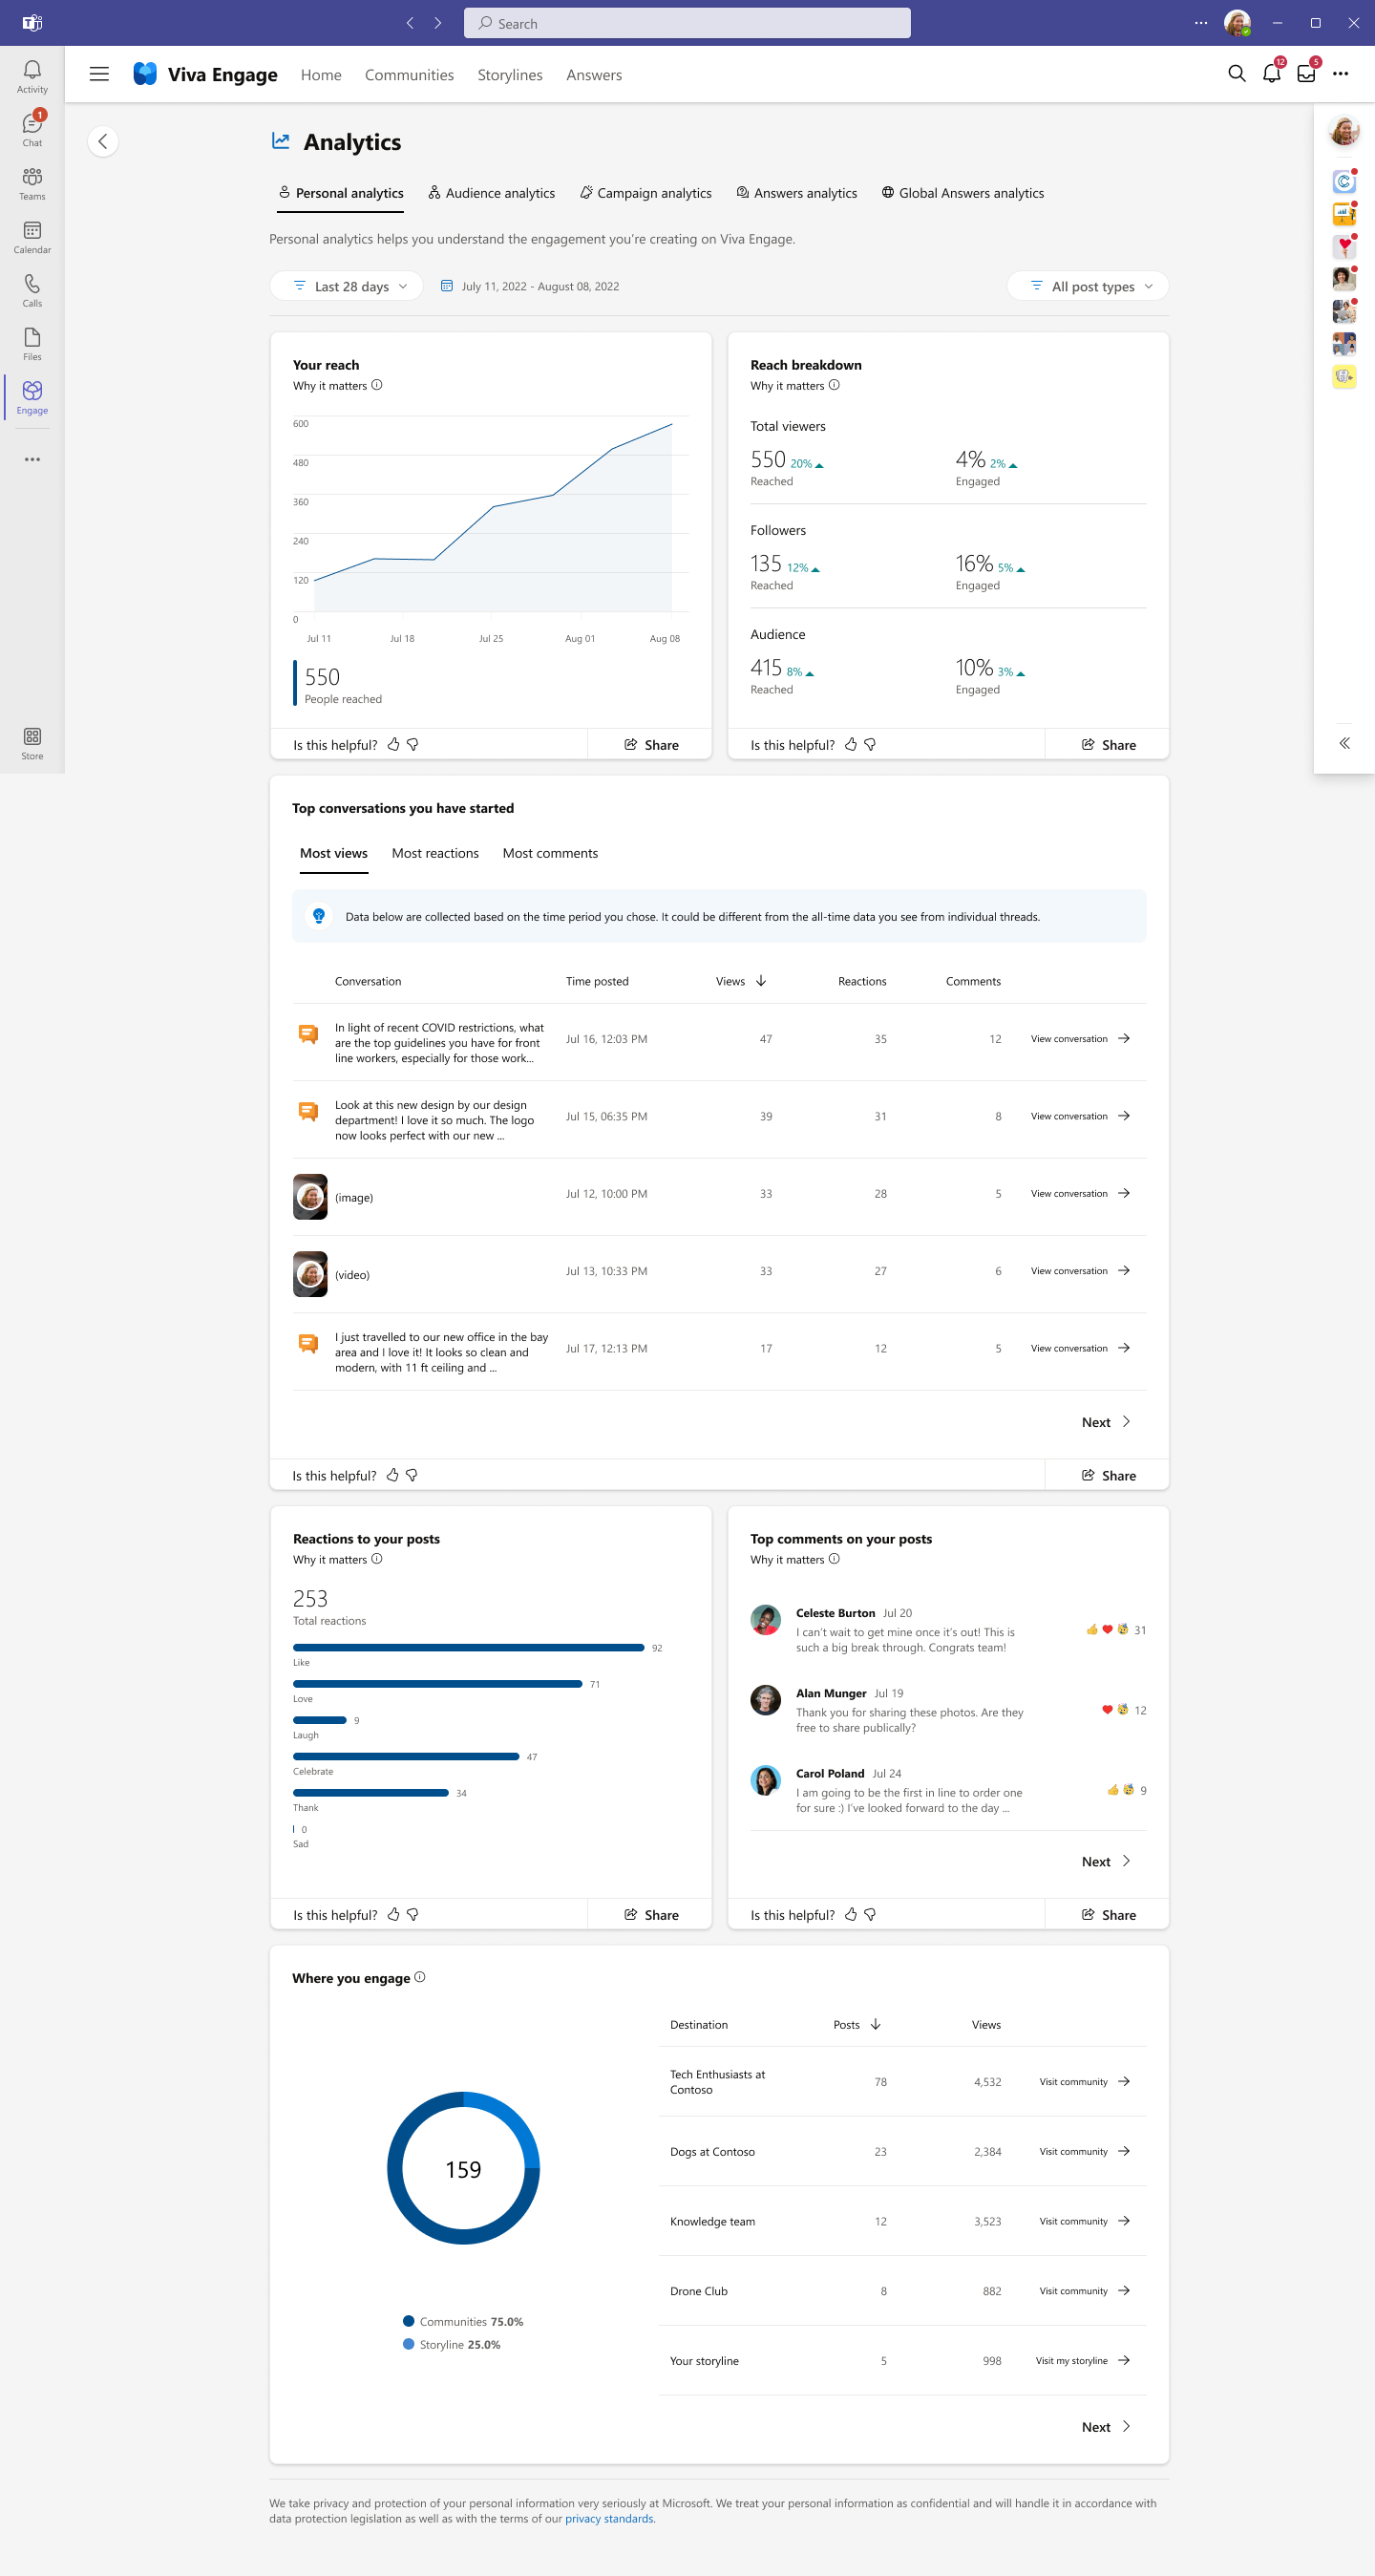 Search
Activity
1
Chat
Teams
Calendar
Calls
Files
Engage
Store
Viva Engage
Home
Communities
Storylines
Answers
12
5
Analytics
Personal analytics
Audience analytics
Campaign analytics
Answers analytics
Global Answers analytics
Personal analytics helps you understand the engagement you're creating on Viva Engage.
Last 28 days
July 11, 2022 - August 08, 2022
All post types
Your reach
Why it matters
600
480
360
240
120
0
Jul 11
Jul 18
Jul 25
Aug 01
Aug 08
550
People reached
Is this helpful?
Share
Reach breakdown
Why it matters
Total viewers
550 20%
Reached
4% 2%
Engaged
Followers
135 12%
Reached
16% 5%
Engaged
Audience
415 8%
Reached
10% 3%
Engaged
Is this helpful?
Share
Top conversations you have started
Most views
Most reactions
Most comments
Data below are collected based on the time period you chose. It could be different from the all-time data you see from individual threads.
Conversation Time posted Views Reactions Comments
In light of recent COVID restrictions, what
are the top guidelines you have for front
line workers, especially for those work...
Jul 16, 12:03 PM 47 35 12 View conversation
Look at this new design by our design
department! I love it so much. The logo
now looks perfect with our new ...
Jul 15, 06:35 PM 39 31 8 View conversation
(image) Jul 12, 10:00 PM 33 28 5 View conversation
(video) Jul 13, 10:33 PM 33 27 6 View conversation
I just travelled to our new office in the bay
area and I love it! It looks so clean and
modern, with 11 ft ceiling and ...
Jul 17, 12:13 PM 17 12 5 View conversation
Next
Is this helpful?
Share
Reactions to your posts
Why it matters
253
Total reactions
92
Like
71
Love
9
Laugh
47
Celebrate
34
Thank
0
Sad
Is this helpful?
Share
Top comments on your posts
Why it matters
Celeste Burton Jul 20
I can't wait to get mine once it's out! This is
such a big break through. Congrats team!
31
Alan Munger Jul 19
Thank you for sharing these photos. Are they
free to share publically?
12
Carol Poland Jul 24
I am going to be the first in line to order one
for sure :) I've looked forward to the day ...
9
Next
Is this helpful?
Share
Where you engage
159
Communities 75.0%
Storyline 25.0%
Destination Posts Views
Tech Enthusiasts at
Contoso
78 4,532 Visit community
Dogs at Contoso 23 2,384 Visit community
Knowledge team 12 3,523 Visit community
Drone Club 8 882 Visit community
Your storyline 5 998 Visit my storyline
Next
We take privacy and protection of your personal information very seriously at Microsoft. We treat your personal information as confidential and will handle it in accordance with
data protection legislation as well as with the terms of our privacy standards.